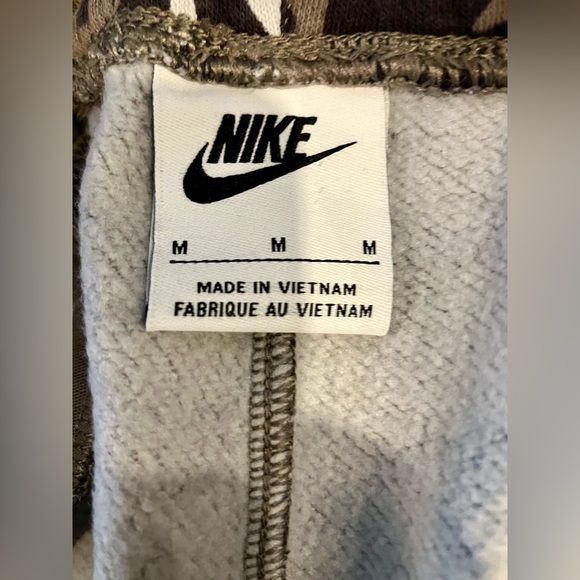 NIKE
M M M
MADE IN VIETNAM
FABRIQUE AU VIETNAM